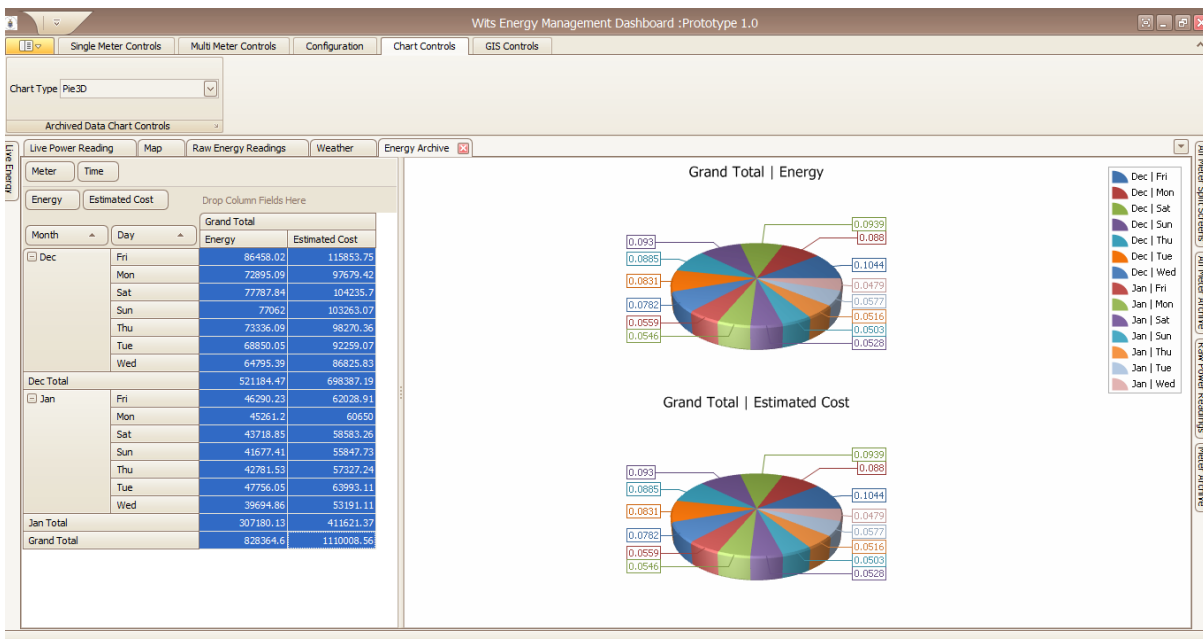 Wits Energy Management Dashboard :Prototype 1.0
Single Meter Controls Multi Meter Controls Configuration Chart Controls GIS Controls
Chart Type Pie3D
Archived Data Chart Controls
Live Energy
Live Power Reading Map Raw Energy Readings Weather Energy Archive
Meter Time
Energy Estimated Cost Drop Column Fields Here
Grand Total
Month Day Energy Estimated Cost
Dec Fri 86458.02 115853.75
Mon 72895.09 97679.42
Sat 77787.84 104235.7
Sun 77062 103263.07
Thu 73336.09 98270.36
Tue 68850.05 92259.07
Wed 64795.39 86825.83
Dec Total 521184.47 698387.19
Jan Fri 46290.23 62028.91
Mon 45261.2 60650
Sat 43718.85 58583.26
Sun 41677.41 55847.73
Thu 42781.53 57327.24
Tue 47756.05 63993.11
Wed 39694.86 53191.11
Jan Total 307180.13 411621.37
Grand Total 828364.6 1110008.56
Grand Total | Energy
0.0939
0.088
0.093
0.0885
0.1044
0.0831
0.0479
0.0782
0.0577
0.0559
0.0516
0.0546
0.0503
0.0528
Grand Total | Estimated Cost
0.0939
0.088
0.093
0.0885
0.1044
0.0831
0.0479
0.0782
0.0577
0.0559
0.0516
0.0546
0.0503
0.0528
Dec | Fri
Dec | Mon
Dec | Sat
Dec | Sun
Dec | Thu
Dec | Tue
Dec | Wed
Jan | Fri
Jan | Mon
Jan | Sat
Jan | Sun
Jan | Thu
Jan | Tue
Jan | Wed
All Meter Split Screens
All Meter Archive
Raw Power Readings
Meter Archive